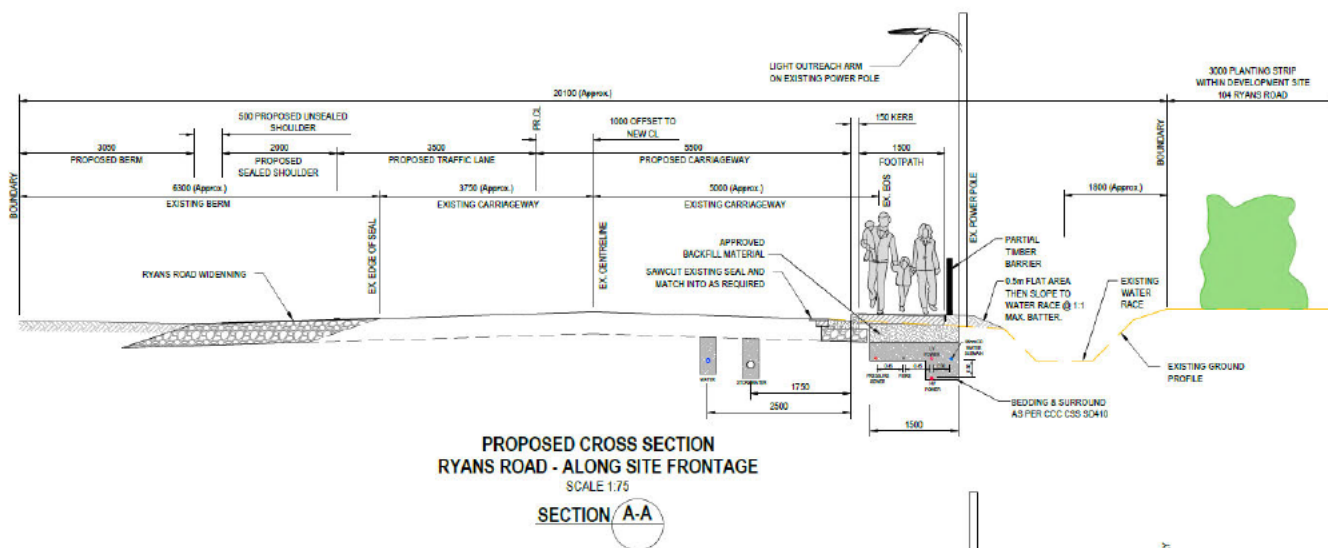 LIGHT OUTREACH ARM
ON EXISTING POWER POLE
3000 PLANTING STRIP
WITHIN DEVELOPMENT SITE
104 RYANS ROAD
20100 (Approx.)
500 PROPOSED UNSEALED
SHOULDER
PR.CL
1000 OFFSET TO
NEW CL
150 KERB
BOUNDARY
3050
PROPOSED BERM
2000
PROPOSED
SEALED SHOULDER
3500
PROPOSED TRAFFIC LANE
5500
PROPOSED CARRIAGEWAY
1500
FOOTPATH
6300 (Approx.)
EXISTING BERM
3750 (Approx.)
EXISTING CARRIAGEWAY
5000 (Approx.)
EXISTING CARRIAGEWAY
1800 (Approx.)
BOUNDARY
EX. EDGE OF SEAL
EX. CENTRELINE
EX. EOS
EX. POWER POLE
RYANS ROAD WIDENNING
APPROVED
BACKFILL MATERIAL
SAWCUT EXISTING SEAL AND
MATCH INTO AS REQUIRED
PARTIAL
TIMBER
BARRIER
0.5m FLAT AREA
THEN SLOPE TO
WATER RACE @ 1:1
MAX. BATTER.
EXISTING
WATER
RACE
EXISTING GROUND
PROFILE
WATER
STORMWATER
PRESSURE
SEWER
POWER
1750
2500
1500
BEDDING & SURROUND
AS PER CCC CSS SD410
PROPOSED CROSS SECTION
RYANS ROAD - ALONG SITE FRONTAGE
SCALE 1:75
SECTION A-A